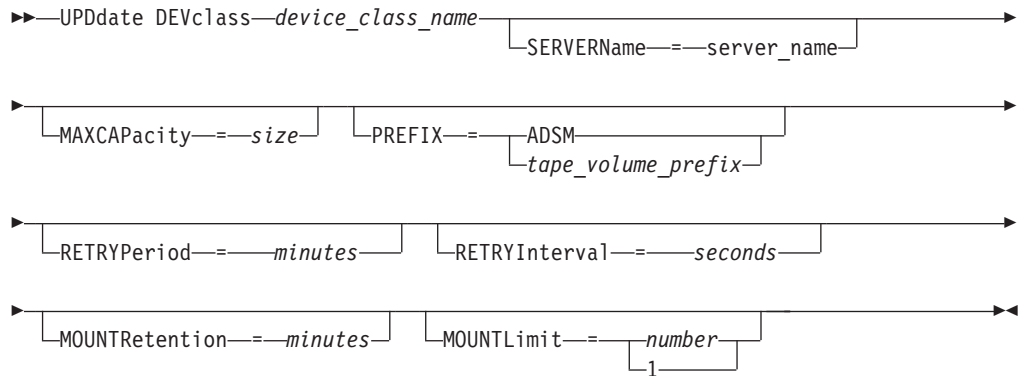 UPDdate DEVclass device_class_name
SERVERName = server_name
MAXCAPacity = size PREFIX = ADSM
tape_volume_prefix
RETRYPeriod = minutes RETRYInterval = seconds
MOUNTRetention = minutes MOUNTLimit = number
1